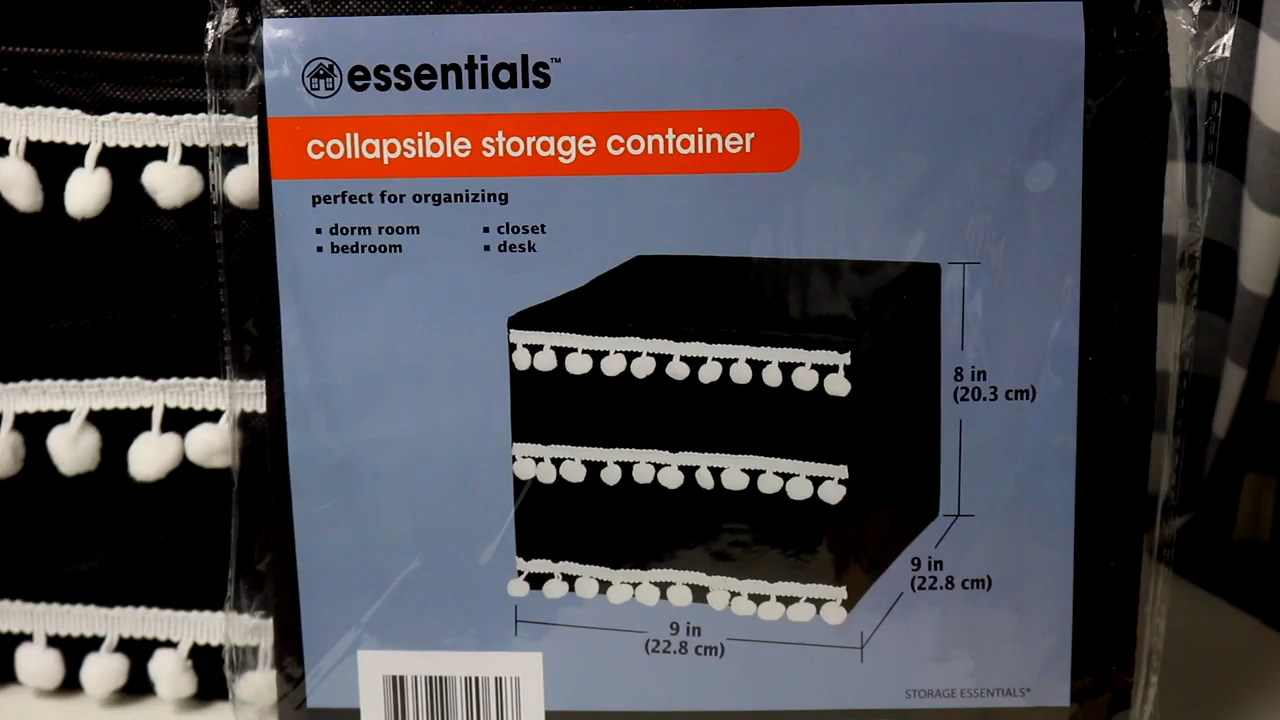 essentials™
collapsible storage container
perfect for organizing
▪ dorm room
▪ bedroom
▪ closet
▪ desk
8 in
(20.3 cm)
9 in
(22.8 cm)
9 in
(22.8 cm)
STORAGE ESSENTIALS®